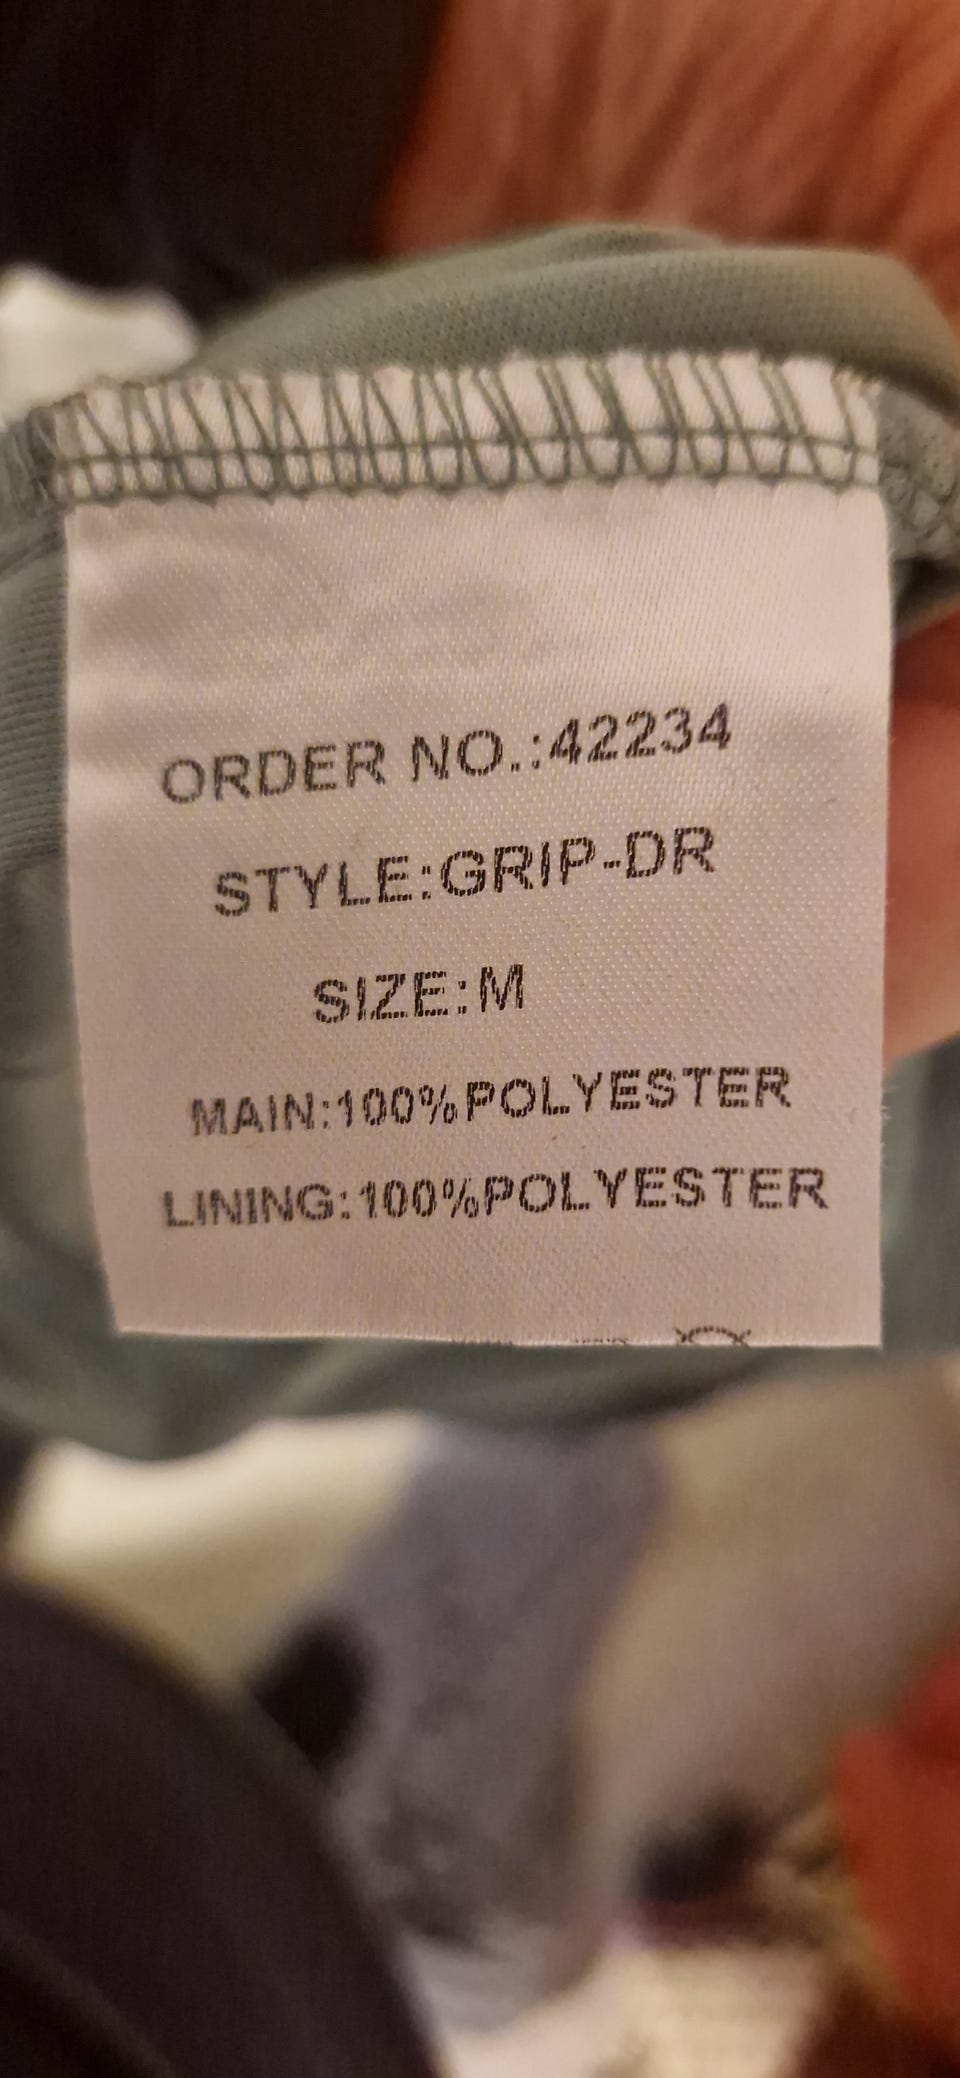 ORDER NO.:42234
STYLE:GRIP-DR
SIZE:M
MAIN:100%POLYESTER
LINING:100%POLYESTER